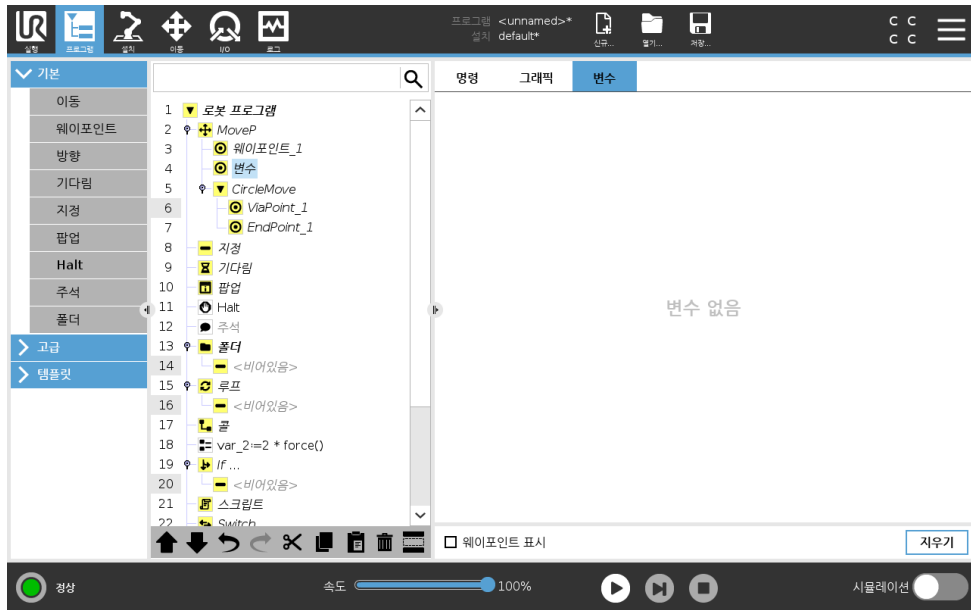 UR
실행
프로그램
설치
이동
I/O
로그
프로그램 <unnamed>*
설치 default*
신규...
열기...
저장...
C C
C C
기본
이동
웨이포인트
방향
기다림
지정
팝업
Halt
주석
폴더
고급
템플릿
1 로봇 프로그램
2 MoveP
3 웨이포인트_1
4 변수
5 CircleMove
6 ViaPoint_1
7 EndPoint_1
8 지정
9 기다림
10 팝업
11 Halt
12 주석
13 폴더
14 <비어있음>
15 루프
16 <비어있음>
17 콜
18 var_2:=2 * force()
19 If ...
20 <비어있음>
21 스크립트
22 Switch
명령
그래픽
변수
변수 없음
웨이포인트 표시
지우기
정상
속도
100%
시뮬레이션